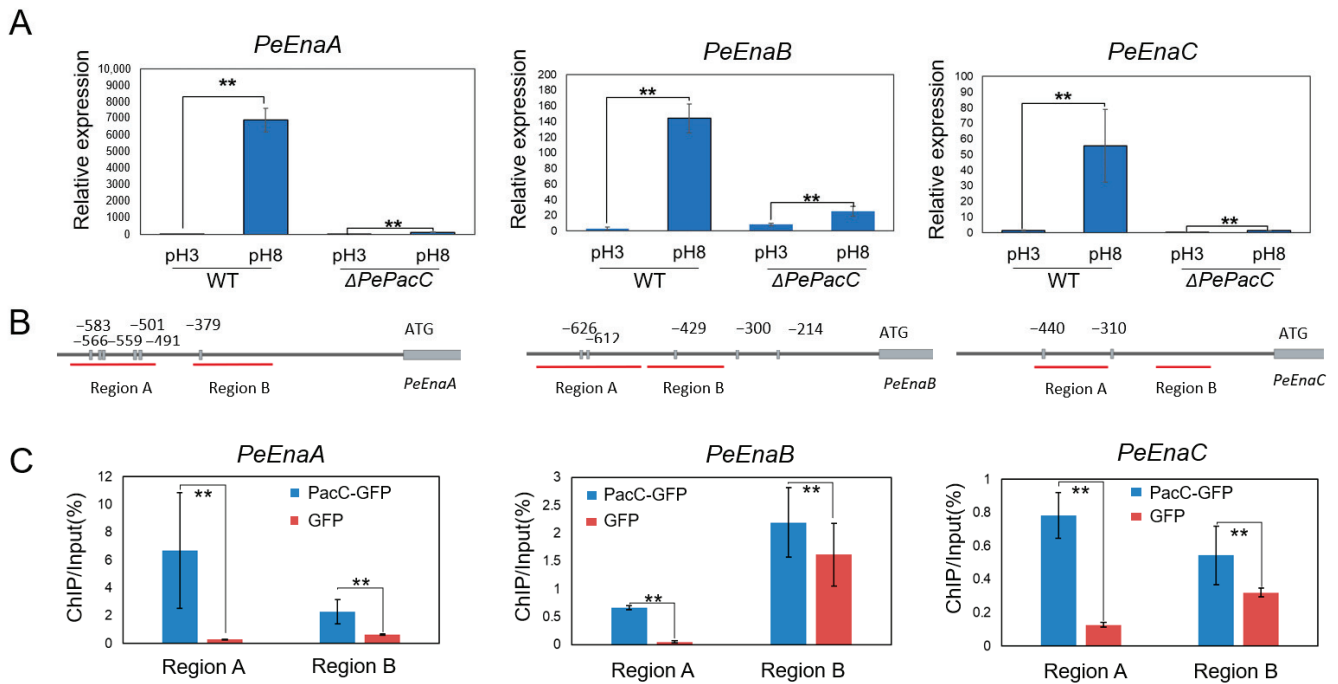 A
PeEnaA
Relative expression
10,000
9000
8000
7000
6000
5000
4000
3000
2000
1000
0
**
**
pH3 pH8 pH3 pH8
WT ΔPePacC
PeEnaB
Relative expression
200
180
160
140
120
100
80
60
40
20
0
**
**
pH3 pH8 pH3 pH8
WT ΔPePacC
PeEnaC
Relative expression
100
90
80
70
60
50
40
30
20
10
0
**
**
pH3 pH8 pH3 pH8
WT ΔPePacC
B
−583 −501 −379 ATG
−566 −559 −491
Region A Region B PeEnaA
−626 −429 −300 −214 ATG
−612
Region A Region B PeEnaB
−440 −310 ATG
Region A Region B PeEnaC
C
PeEnaA
ChIP/Input(%)
12
10
8
6
4
2
0
**
**
PacC-GFP
GFP
Region A Region B
PeEnaB
ChIP/Input(%)
3
2.5
2
1.5
1
0.5
0
PacC-GFP
GFP
**
**
Region A Region B
PeEnaC
ChIP/Input(%)
1
0.8
0.6
0.4
0.2
0
**
**
PacC-GFP
GFP
Region A Region B